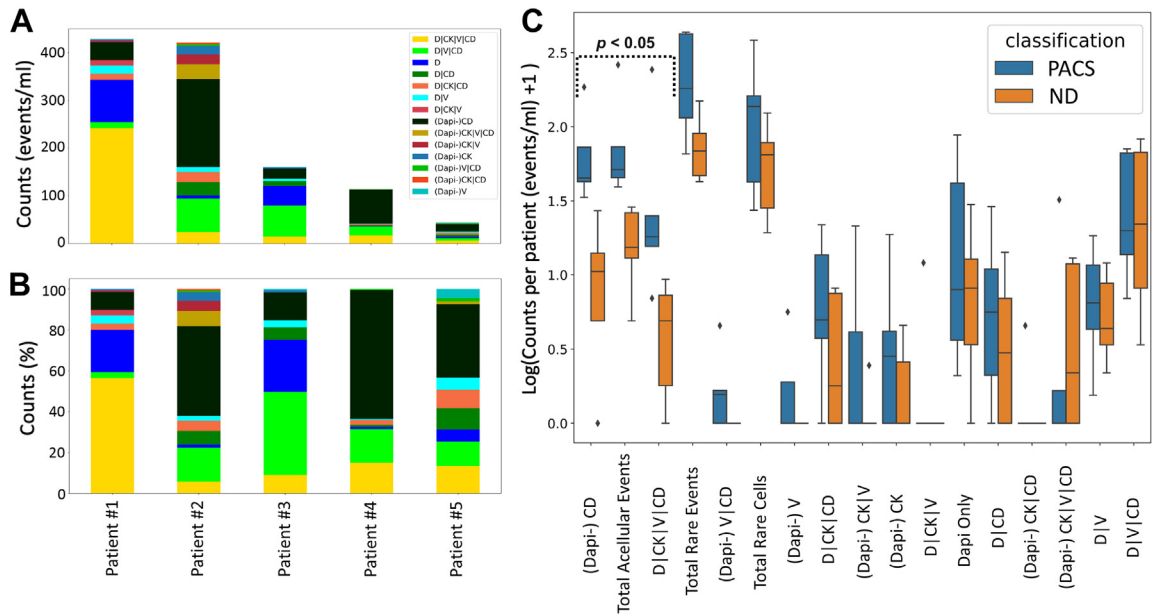 A
Counts (events/ml)
400
300
200
100
0
D|CK|V|CD
D|V|CD
D
D|CD
D|CK|CD
D|V
D|CK|V
(Dapi-)CD
(Dapi-)CK|V|CD
(Dapi-)CK|V
(Dapi-)CK
(Dapi-)V|CD
(Dapi-)CK|CD
(Dapi-)V
B
Counts (%)
100
80
60
40
20
0
Patient #1
Patient #2
Patient #3
Patient #4
Patient #5
C
Log(Counts per patient (events/ml) +1)
2.5
2.0
1.5
1.0
0.5
0.0
p < 0.05
classification
PACS
ND
(Dapi-) CD
Total Acellular Events
D|CK|V|CD
Total Rare Events
(Dapi-) V|CD
Total Rare Cells
(Dapi-) V
D|CK|CD
(Dapi-) CK|V
(Dapi-) CK
D|CK|V
Dapi Only
D|CD
(Dapi-) CK|CD
(Dapi-) CK|V|CD
D|V
D|V|CD